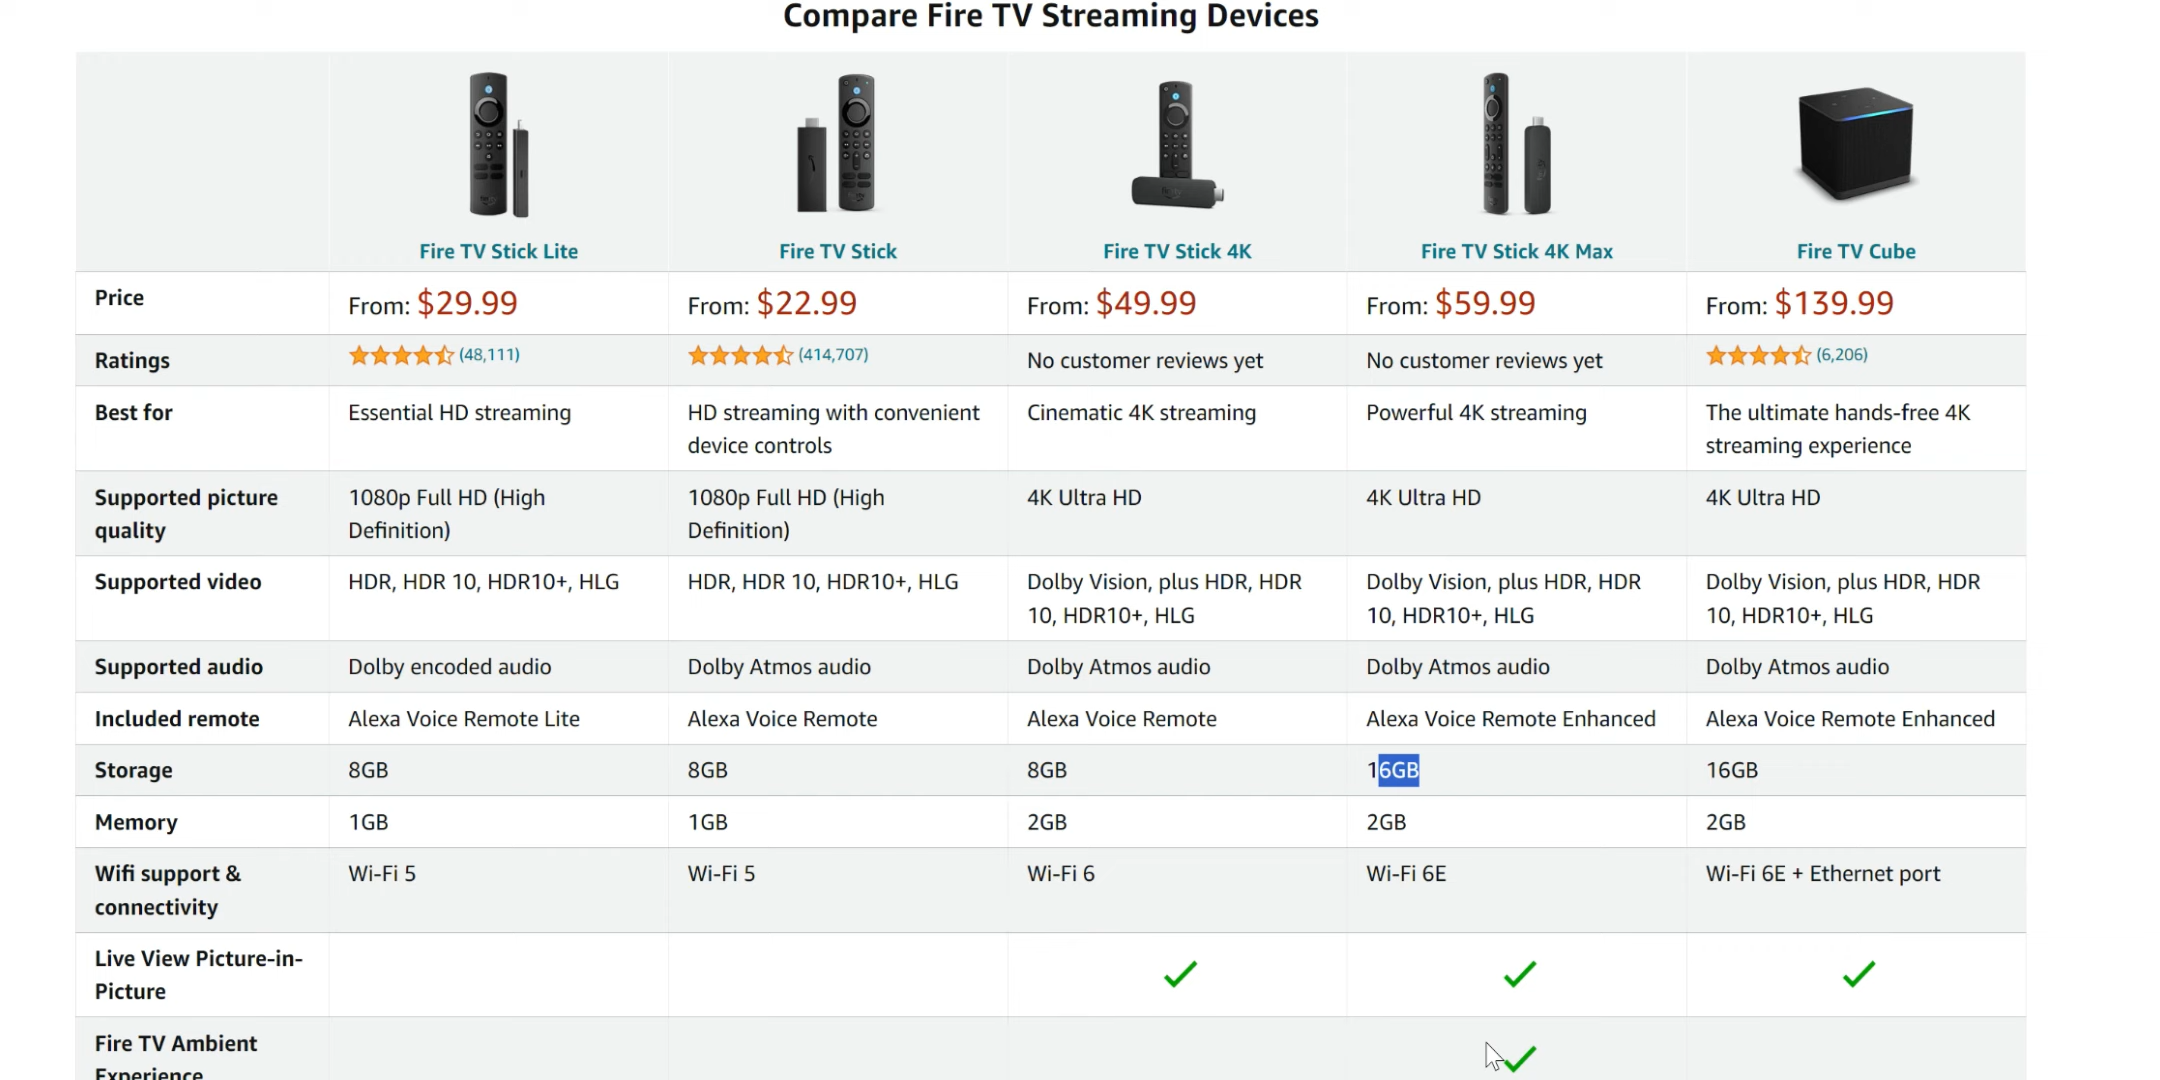 Compare Fire TV Streaming Devices
Fire TV Stick Lite Fire TV Stick Fire TV Stick 4K Fire TV Stick 4K Max Fire TV Cube
Price From: $29.99 From: $22.99 From: $49.99 From: $59.99 From: $139.99
Ratings (48,111) (414,707) No customer reviews yet No customer reviews yet (6,206)
Best for Essential HD streaming HD streaming with convenient Cinematic 4K streaming Powerful 4K streaming The ultimate hands-free 4K
device controls streaming experience
Supported picture 1080p Full HD (High 1080p Full HD (High 4K Ultra HD 4K Ultra HD 4K Ultra HD
quality Definition) Definition)
Supported video HDR, HDR 10, HDR10+, HLG HDR, HDR 10, HDR10+, HLG Dolby Vision, plus HDR, HDR Dolby Vision, plus HDR, HDR Dolby Vision, plus HDR, HDR
10, HDR10+, HLG 10, HDR10+, HLG 10, HDR10+, HLG
Supported audio Dolby encoded audio Dolby Atmos audio Dolby Atmos audio Dolby Atmos audio Dolby Atmos audio
Included remote Alexa Voice Remote Lite Alexa Voice Remote Alexa Voice Remote Alexa Voice Remote Enhanced Alexa Voice Remote Enhanced
Storage 8GB 8GB 8GB 16GB 16GB
Memory 1GB 1GB 2GB 2GB 2GB
Wifi support & Wi-Fi 5 Wi-Fi 5 Wi-Fi 6 Wi-Fi 6E Wi-Fi 6E + Ethernet port
connectivity
Live View Picture-in-
Picture
Fire TV Ambient
Experience